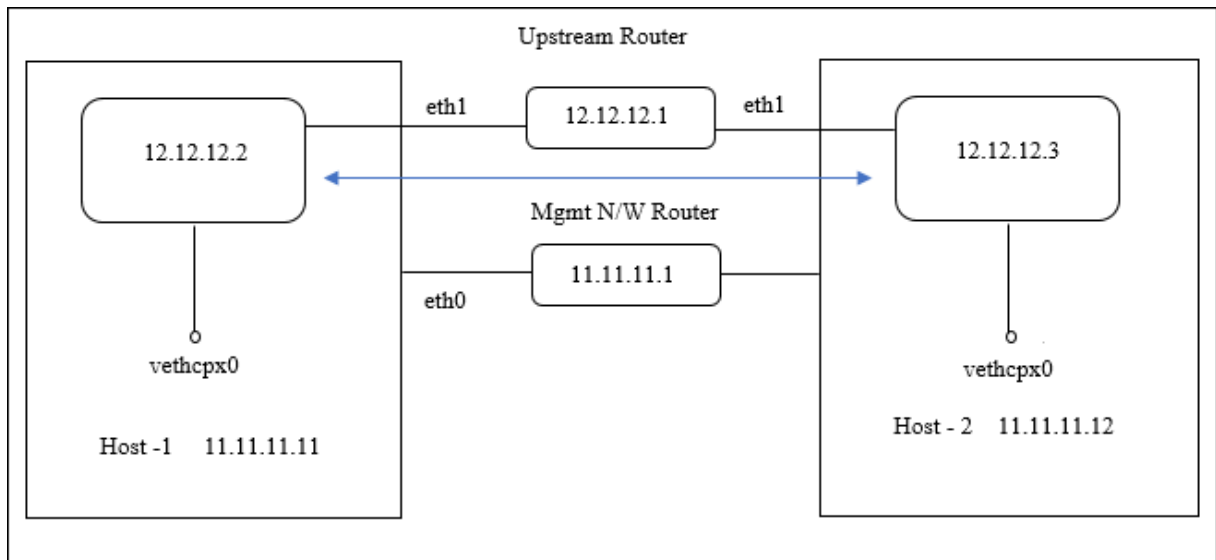 Upstream Router
eth1
12.12.12.1
eth1
12.12.12.2
12.12.12.3
Mgmt N/W Router
11.11.11.1
eth0
vethcpx0
vethcpx0
Host -1 11.11.11.11
Host - 2 11.11.11.12